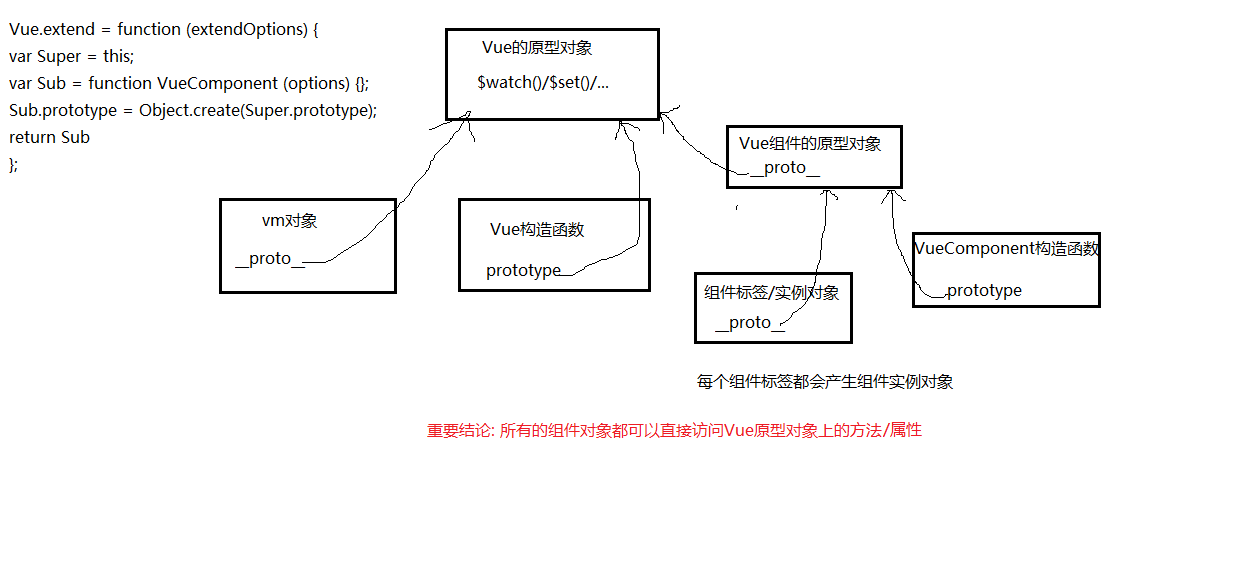 Vue.extend = function (extendOptions) {
var Super = this;
var Sub = function VueComponent (options) {};
Sub.prototype = Object.create(Super.prototype);
return Sub
};
Vue的原型对象
$watch()/$set()/...
Vue组件的原型对象
__proto__
vm对象
__proto__
Vue构造函数
prototype
组件标签/实例对象
__proto__
VueComponent构造函数
prototype
每个组件标签都会产生组件实例对象
重要结论: 所有的组件对象都可以直接访问Vue原型对象上的方法/属性